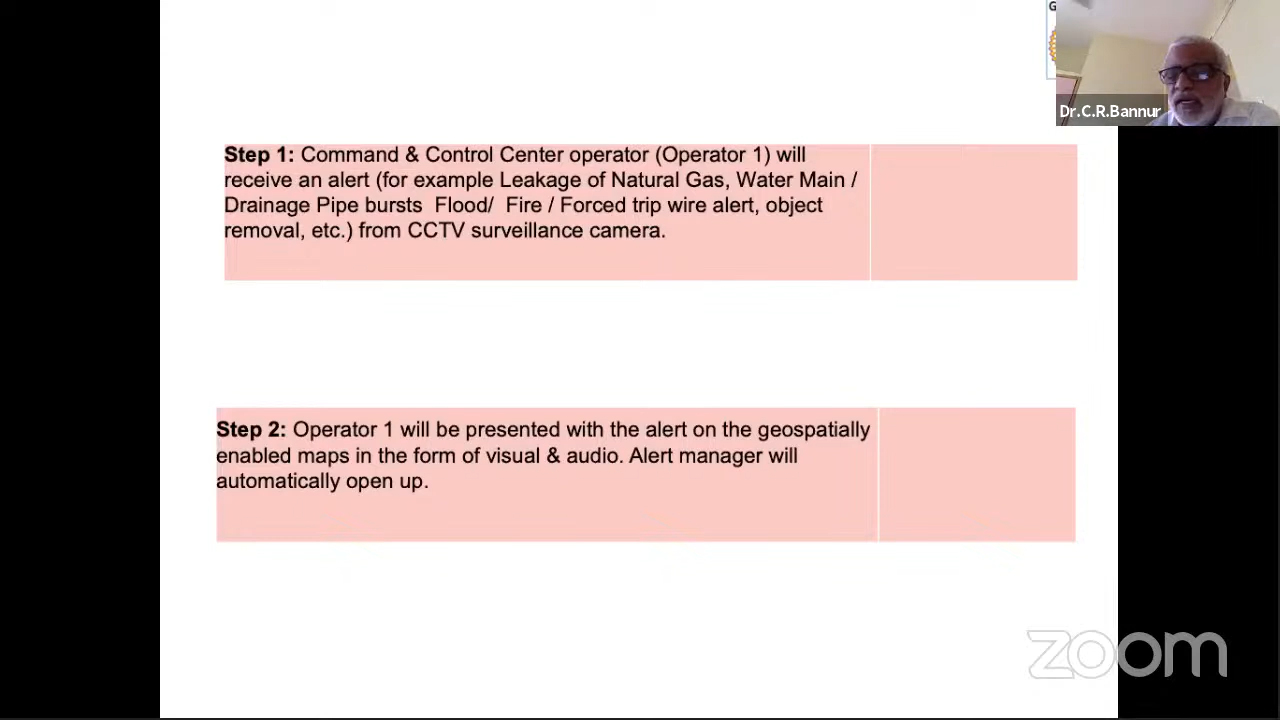 G
Dr.C.R.Bannur
Step 1: Command & Control Center operator (Operator 1) will
receive an alert (for example Leakage of Natural Gas, Water Main /
Drainage Pipe bursts Flood/ Fire / Forced trip wire alert, object
removal, etc.) from CCTV surveillance camera.
Step 2: Operator 1 will be presented with the alert on the geospatially
enabled maps in the form of visual & audio. Alert manager will
automatically open up.
zoom